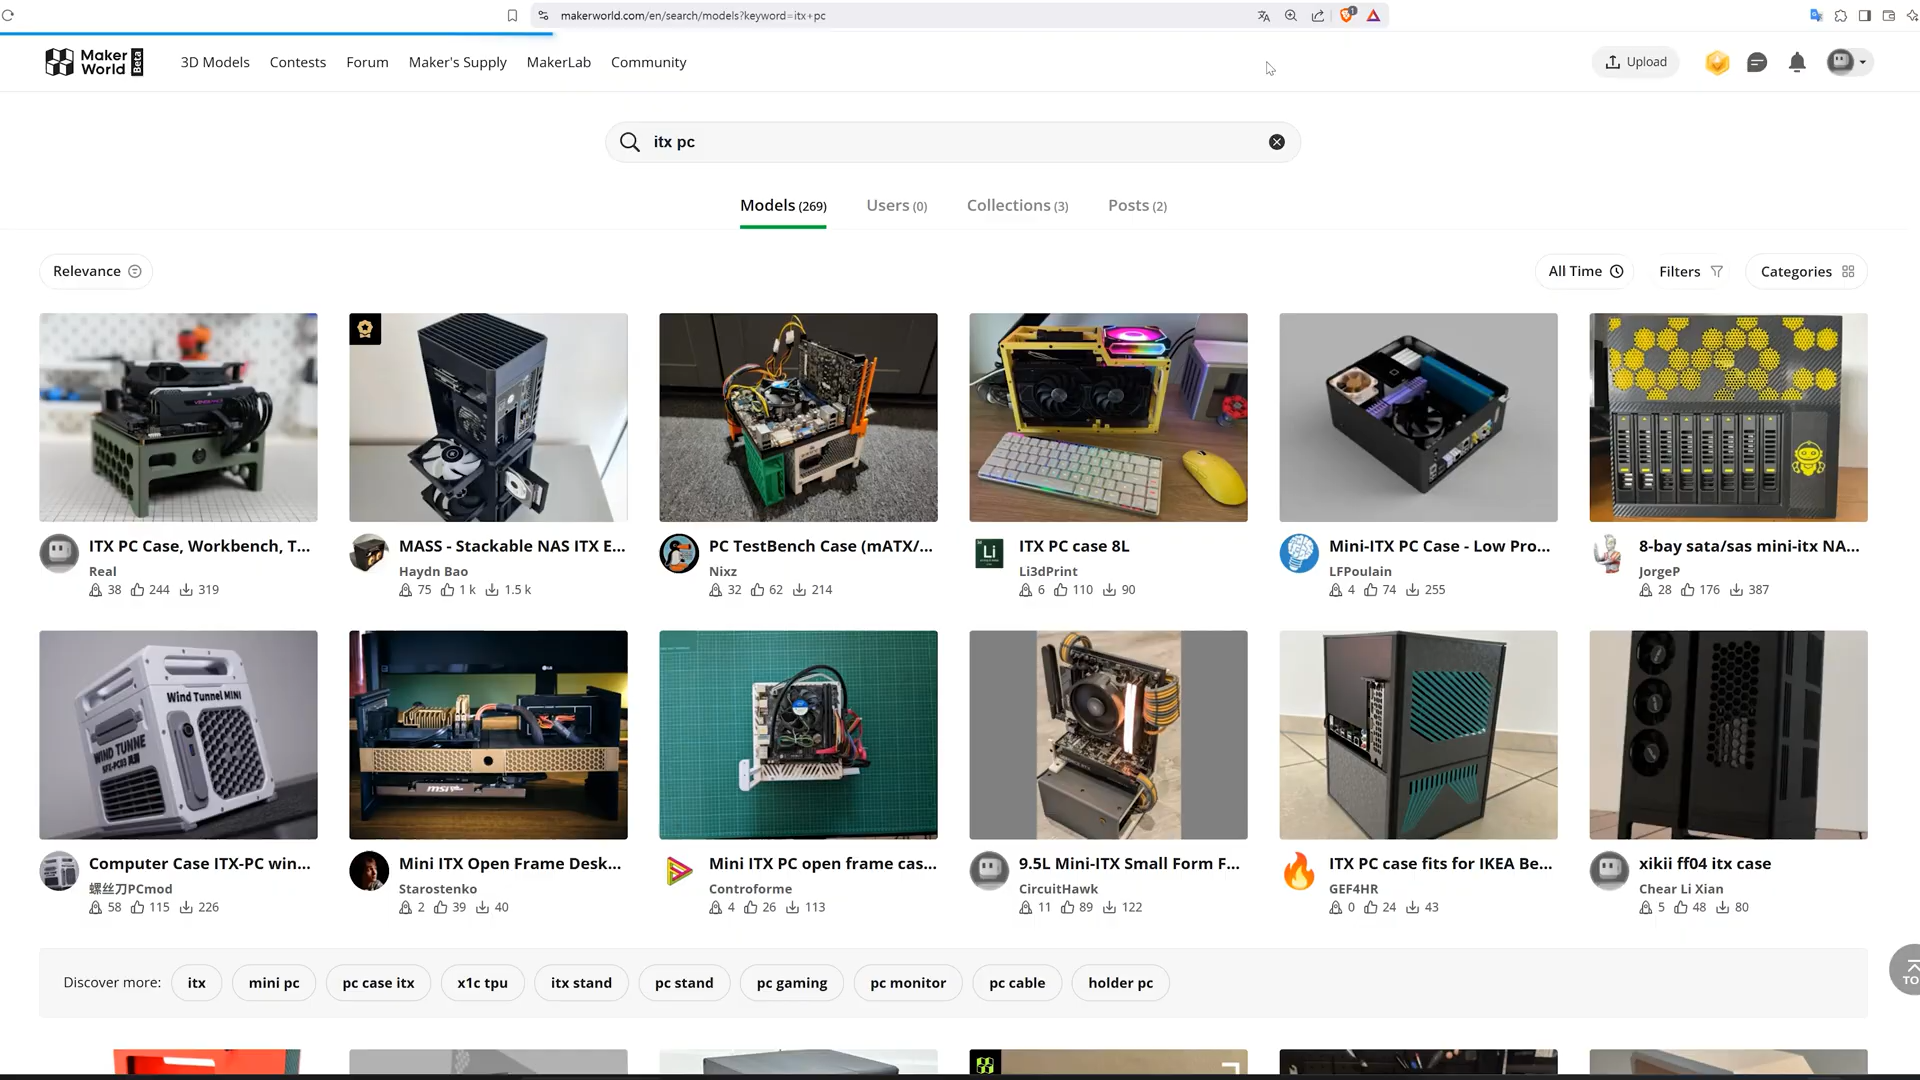 makerworld.com/en/search/models?keyword=itx+pc
1
Maker World Beta
3D Models
Contests
Forum
Maker's Supply
MakerLab
Community
Upload
itx pc
Models (269)
Users (0)
Collections (3)
Posts (2)
Relevance
All Time
Filters
Categories
ITX PC Case, Workbench, T...
Real
38 244 319
MASS - Stackable NAS ITX E...
Haydn Bao
75 1 k 1.5 k
PC TestBench Case (mATX/...
Nixz
32 62 214
Li
ITX PC case 8L
Li3dPrint
6 110 90
Mini-ITX PC Case - Low Pro...
LFPoulain
4 74 255
8-bay sata/sas mini-itx NA...
JorgeP
28 176 387
Wind Tunnel MINI
WIND TUNNE
LG
msi
Computer Case ITX-PC win...
螺丝刀PCmod
58 115 226
Mini ITX Open Frame Desk...
Starostenko
2 39 40
Mini ITX PC open frame cas...
Controforme
4 26 113
9.5L Mini-ITX Small Form F...
CircuitHawk
11 89 122
ITX PC case fits for IKEA Be...
GEF4HR
0 24 43
xikii ff04 itx case
Chear Li Xian
5 48 80
Discover more:
itx
mini pc
pc case itx
x1c tpu
itx stand
pc stand
pc gaming
pc monitor
pc cable
holder pc
TO